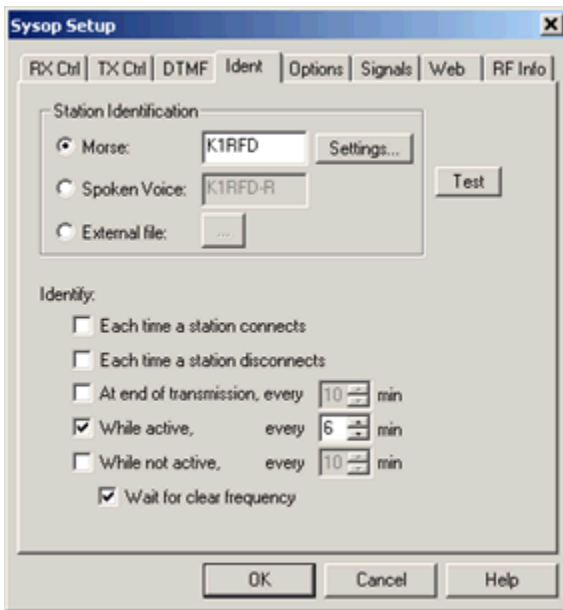 Sysop Setup
RX Ctrl TX Ctrl DTMF Ident Options Signals Web RF Info
Station Identification
Morse: K1RFD Settings...
Spoken Voice: K1RFD-R Test
External file: ...
Identify:
Each time a station connects
Each time a station disconnects
At end of transmission, every 10 min
While active, every 6 min
While not active, every 10 min
Wait for clear frequency
OK Cancel Help